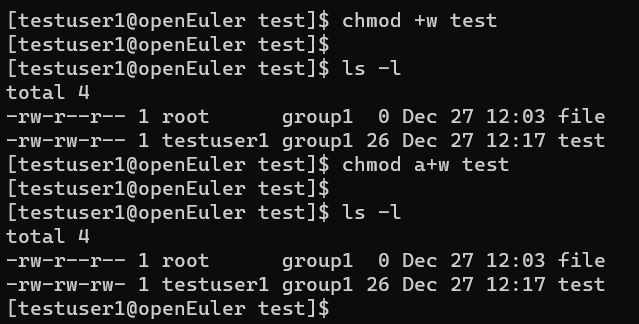 [testuser1@openEuler test]$ chmod +w test
[testuser1@openEuler test]$
[testuser1@openEuler test]$ ls -l
total 4
-rw-r--r-- 1 root      group1  0 Dec 27 12:03 file
-rw-rw-r-- 1 testuser1 group1 26 Dec 27 12:17 test
[testuser1@openEuler test]$ chmod a+w test
[testuser1@openEuler test]$
[testuser1@openEuler test]$ ls -l
total 4
-rw-r--r-- 1 root      group1  0 Dec 27 12:03 file
-rw-rw-rw- 1 testuser1 group1 26 Dec 27 12:17 test
[testuser1@openEuler test]$